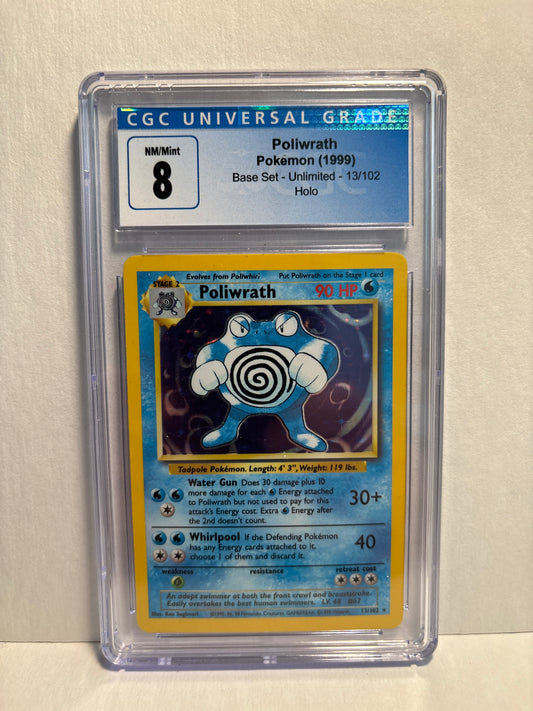 CGC UNIVERSAL GRADE
NM/Mint
8
Poliwrath
Pokémon (1999)
Base Set - Unlimited - 13/102
Holo
Evolves from Poliwhirl
Put Poliwrath on the Stage 1 card
STAGE 2
Poliwrath
90 HP
Tadpole Pokémon. Length: 4' 3", Weight: 119 lbs.
Water Gun Does 30 damage plus 10
more damage for each Energy attached
to Poliwrath but not used to pay for this
attack's Energy cost. Extra Energy after
the 2nd doesn't count.
30+
Whirlpool If the Defending Pokémon
has any Energy cards attached to it,
choose 1 of them and discard it.
40
weakness
resistance
retreat cost
An adept swimmer at both the front crawl and breaststroke.
Easily overtakes the best human swimmers. LV. 48 #62
Illus. Ken Sugimori
13/102